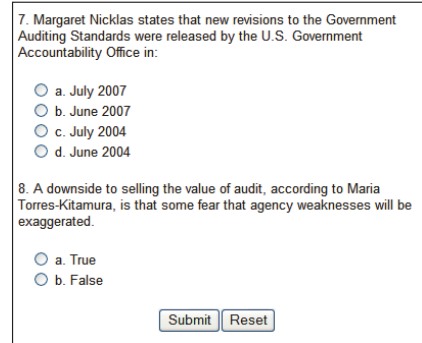 7. Margaret Nicklas states that new revisions to the Government
Auditing Standards were released by the U.S. Government
Accountability Office in:
a. July 2007
b. June 2007
c. July 2004
d. June 2004
8. A downside to selling the value of audit, according to Maria
Torres-Kitamura, is that some fear that agency weaknesses will be
exaggerated.
a. True
b. False
Submit Reset